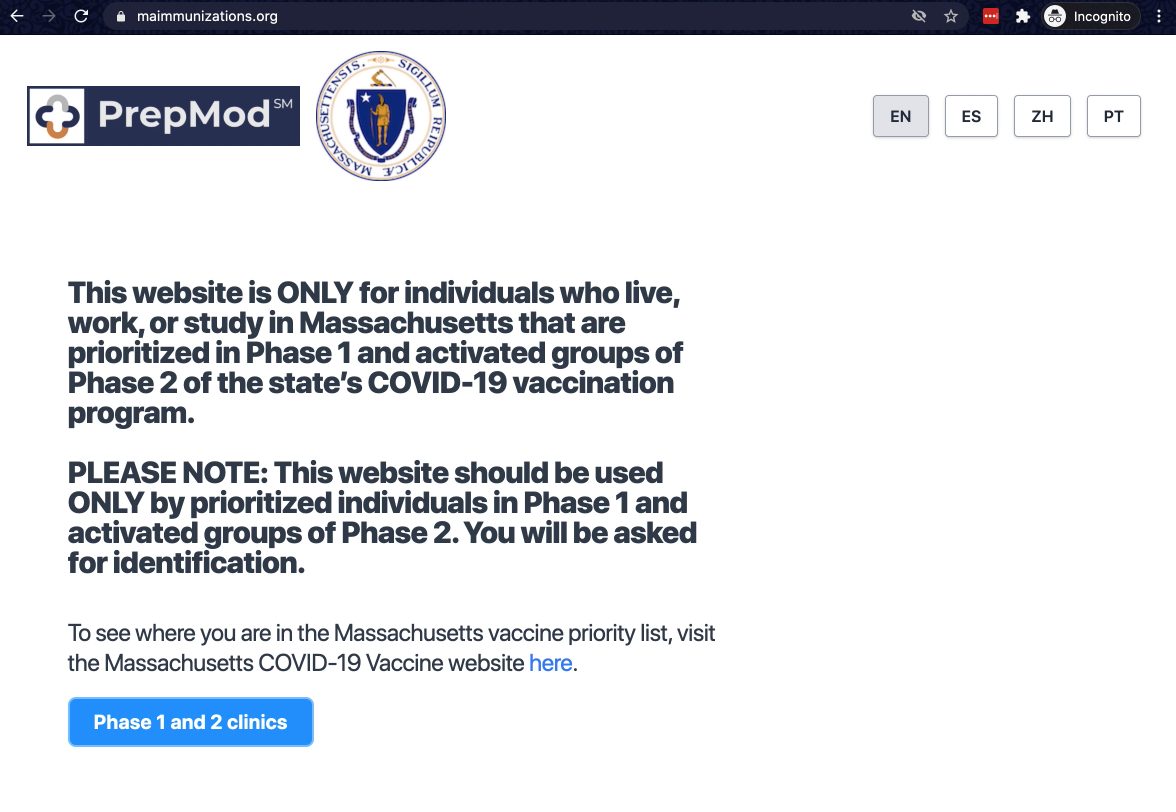 maimmunizations.org
Incognito
PrepMod SM
MASSACHUSETTENSIS. SIGILLUM REIPUBLICÆ
EN
ES
ZH
PT
This website is ONLY for individuals who live,
work, or study in Massachusetts that are
prioritized in Phase 1 and activated groups of
Phase 2 of the state’s COVID-19 vaccination
program.
PLEASE NOTE: This website should be used
ONLY by prioritized individuals in Phase 1 and
activated groups of Phase 2. You will be asked
for identification.
To see where you are in the Massachusetts vaccine priority list, visit
the Massachusetts COVID-19 Vaccine website here.
Phase 1 and 2 clinics